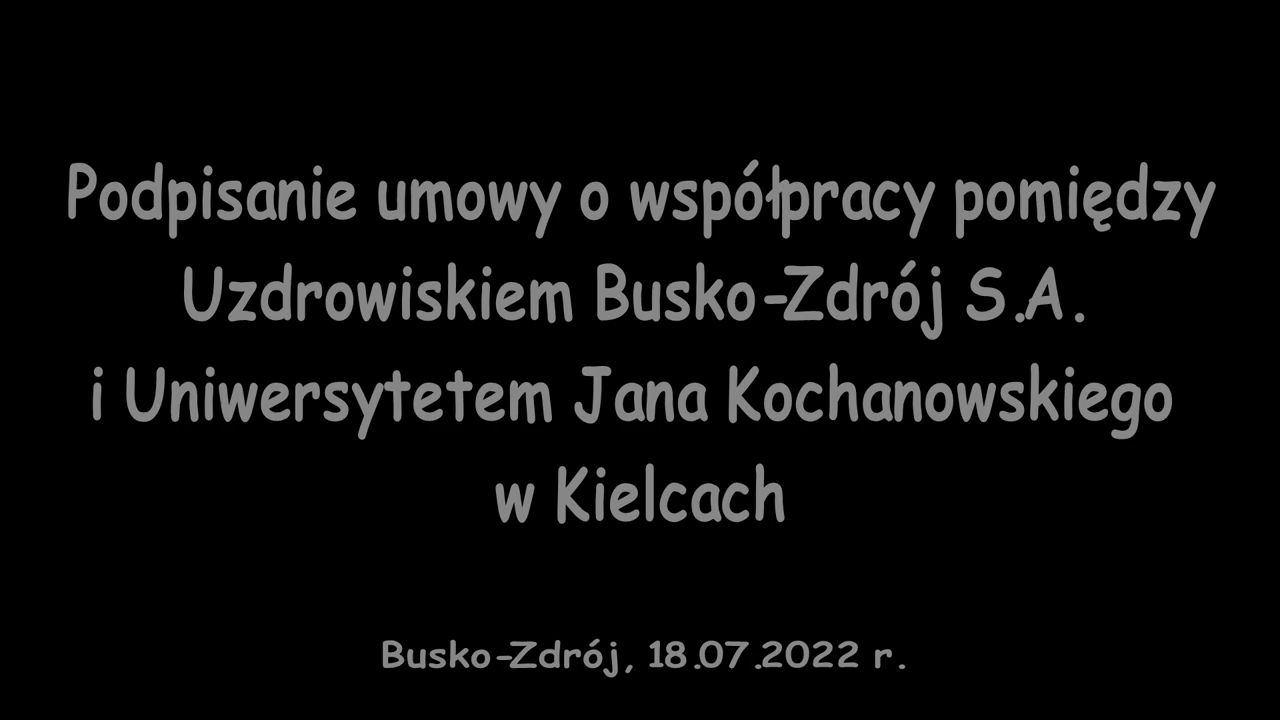 Podpisanie umowy o współpracy pomiędzy
Uzdrowiskiem Busko-Zdrój S.A.
i Uniwersytetem Jana Kochanowskiego
w Kielcach
Busko-Zdrój, 18.07.2022 r.